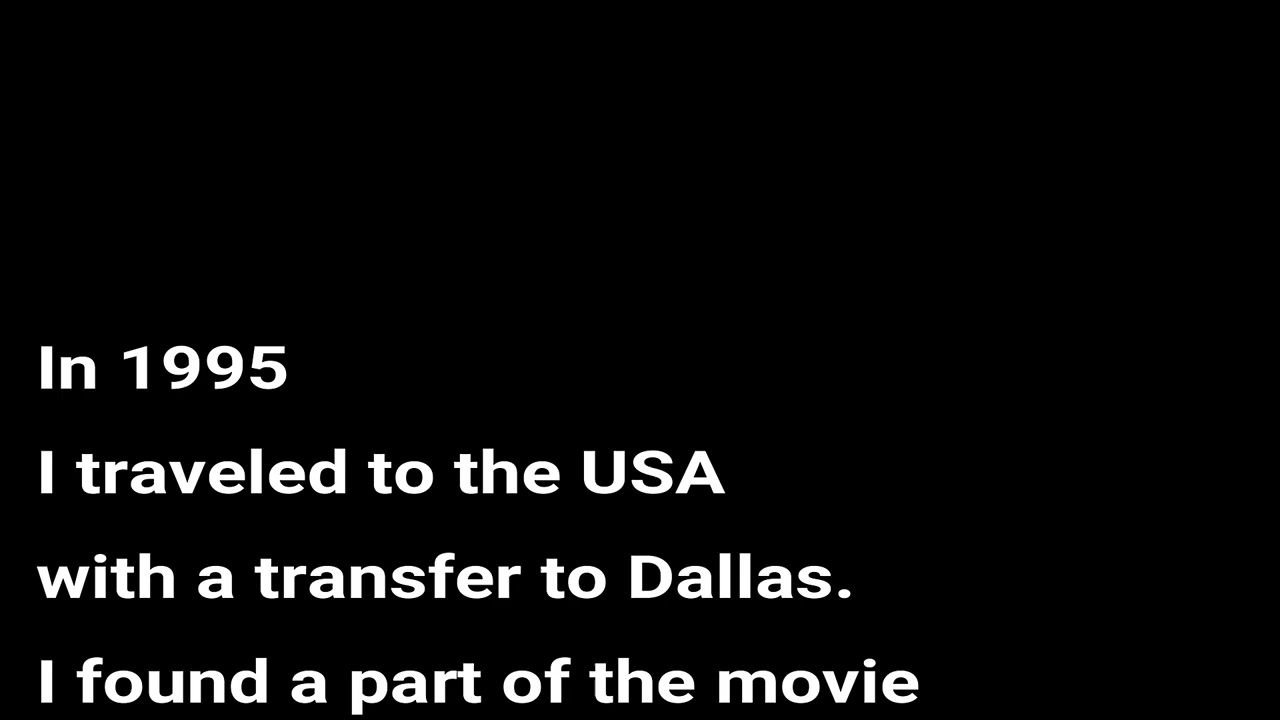 In 1995
I traveled to the USA
with a transfer to Dallas.
I found a part of the movie